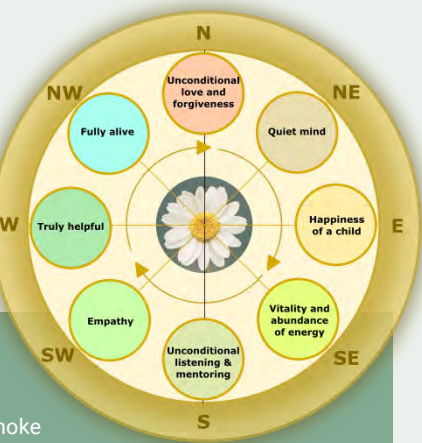 N
Unconditional
love and
forgiveness
NW
NE
Fully alive
Quiet mind
W
Truly helpful
Happiness
of a child
E
Empathy
Vitality and
abundance
of energy
SW
SE
Unconditional
listening &
mentoring
S